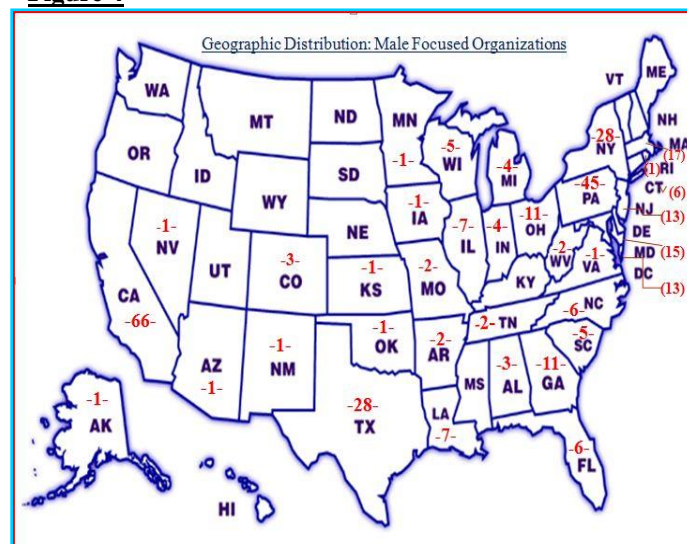 Geographic Distribution: Male Focused Organizations
WA
MT
ND
MN
-1-
OR
ID
WY
SD
-5-
WI
-4-
MI
-28-
NY
VT
ME
NH
MA
(17)
RI
(1)
CT
(6)
-45-
PA
NJ
(13)
DE
(15)
MD
DC
(13)
-1-
NV
UT
-3-
CO
NE
-1-
IA
-7-
IL
-4-
IN
-11-
OH
-2-
WV
-1-
VA
CA
-66-
-1-
KS
-2-
MO
KY
-6-
NC
-2-
TN
-5-
SC
AZ
-1-
-1-
NM
-1-
OK
-2-
AR
MS
-3-
AL
-11-
GA
-28-
TX
LA
-7-
-6-
FL
-1-
AK
HI